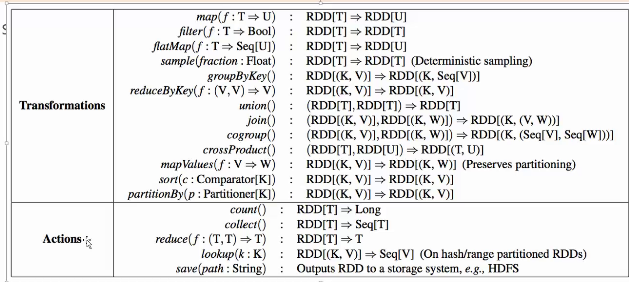 map(f : T ⇒ U) : RDD[T] ⇒ RDD[U]
filter(f : T ⇒ Bool) : RDD[T] ⇒ RDD[T]
flatMap(f : T ⇒ Seq[U]) : RDD[T] ⇒ RDD[U]
sample(fraction : Float) : RDD[T] ⇒ RDD[T] (Deterministic sampling)
groupByKey() : RDD[(K, V)] ⇒ RDD[(K, Seq[V])]
reduceByKey(f : (V,V) ⇒ V) : RDD[(K, V)] ⇒ RDD[(K, V)]
Transformations union() : (RDD[T],RDD[T]) ⇒ RDD[T]
join() : (RDD[(K, V)],RDD[(K, W)]) ⇒ RDD[(K, (V, W))]
cogroup() : (RDD[(K, V)],RDD[(K, W)]) ⇒ RDD[(K, (Seq[V], Seq[W]))]
crossProduct() : (RDD[T],RDD[U]) ⇒ RDD[(T, U)]
mapValues(f : V ⇒ W) : RDD[(K, V)] ⇒ RDD[(K, W)] (Preserves partitioning)
sort(c : Comparator[K]) : RDD[(K, V)] ⇒ RDD[(K, V)]
partitionBy(p : Partitioner[K]) : RDD[(K, V)] ⇒ RDD[(K, V)]
count() : RDD[T] ⇒ Long
collect() : RDD[T] ⇒ Seq[T]
Actions reduce(f : (T,T) ⇒ T) : RDD[T] ⇒ T
lookup(k : K) : RDD[(K, V)] ⇒ Seq[V] (On hash/range partitioned RDDs)
save(path : String) : Outputs RDD to a storage system, e.g., HDFS